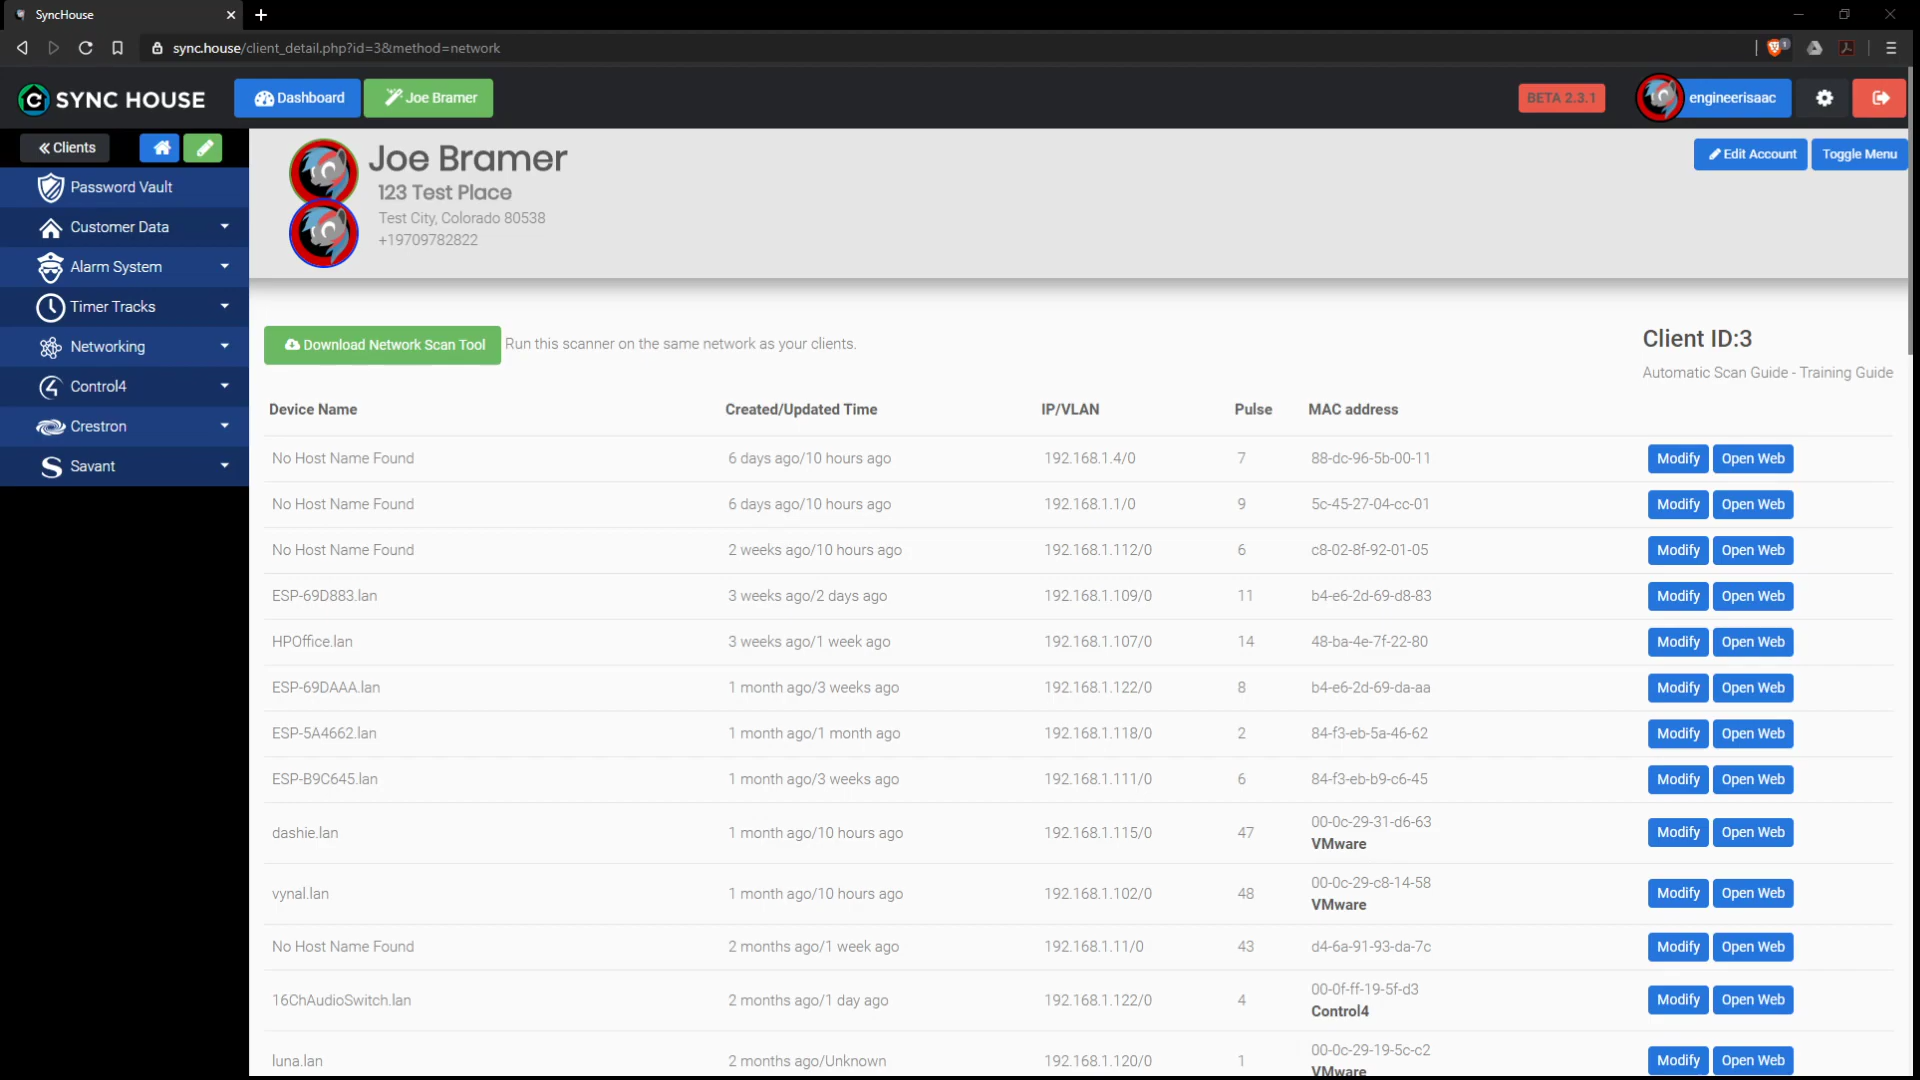 SyncHouse
sync.house/client_detail.php?id=3&method=network
1
SYNC HOUSE
Dashboard
Joe Bramer
BETA 2.3.1
engineerisaac
Clients
Joe Bramer
123 Test Place
Test City, Colorado 80538
+19709782822
Edit Account
Toggle Menu
Password Vault
Customer Data
Alarm System
Timer Tracks
Networking
Control4
Crestron
Savant
Download Network Scan Tool Run this scanner on the same network as your clients.
Client ID:3
Automatic Scan Guide - Training Guide
Device Name Created/Updated Time IP/VLAN Pulse MAC address
No Host Name Found 6 days ago/10 hours ago 192.168.1.4/0 7 88-dc-96-5b-00-11 Modify Open Web
No Host Name Found 6 days ago/10 hours ago 192.168.1.1/0 9 5c-45-27-04-cc-01 Modify Open Web
No Host Name Found 2 weeks ago/10 hours ago 192.168.1.112/0 6 c8-02-8f-92-01-05 Modify Open Web
ESP-69D883.lan 3 weeks ago/2 days ago 192.168.1.109/0 11 b4-e6-2d-69-d8-83 Modify Open Web
HPOffice.lan 3 weeks ago/1 week ago 192.168.1.107/0 14 48-ba-4e-7f-22-80 Modify Open Web
ESP-69DAAA.lan 1 month ago/3 weeks ago 192.168.1.122/0 8 b4-e6-2d-69-da-aa Modify Open Web
ESP-5A4662.lan 1 month ago/1 month ago 192.168.1.118/0 2 84-f3-eb-5a-46-62 Modify Open Web
ESP-B9C645.lan 1 month ago/3 weeks ago 192.168.1.111/0 6 84-f3-eb-b9-c6-45 Modify Open Web
dashie.lan 1 month ago/10 hours ago 192.168.1.115/0 47 00-0c-29-31-d6-63 Modify Open Web
VMware
vynal.lan 1 month ago/10 hours ago 192.168.1.102/0 48 00-0c-29-c8-14-58 Modify Open Web
VMware
No Host Name Found 2 months ago/1 week ago 192.168.1.11/0 43 d4-6a-91-93-da-7c Modify Open Web
16ChAudioSwitch.lan 2 months ago/1 day ago 192.168.1.122/0 4 00-0f-ff-19-5f-d3 Modify Open Web
Control4
luna.lan 2 months ago/Unknown 192.168.1.120/0 1 00-0c-29-19-5c-c2 Modify Open Web
VMware